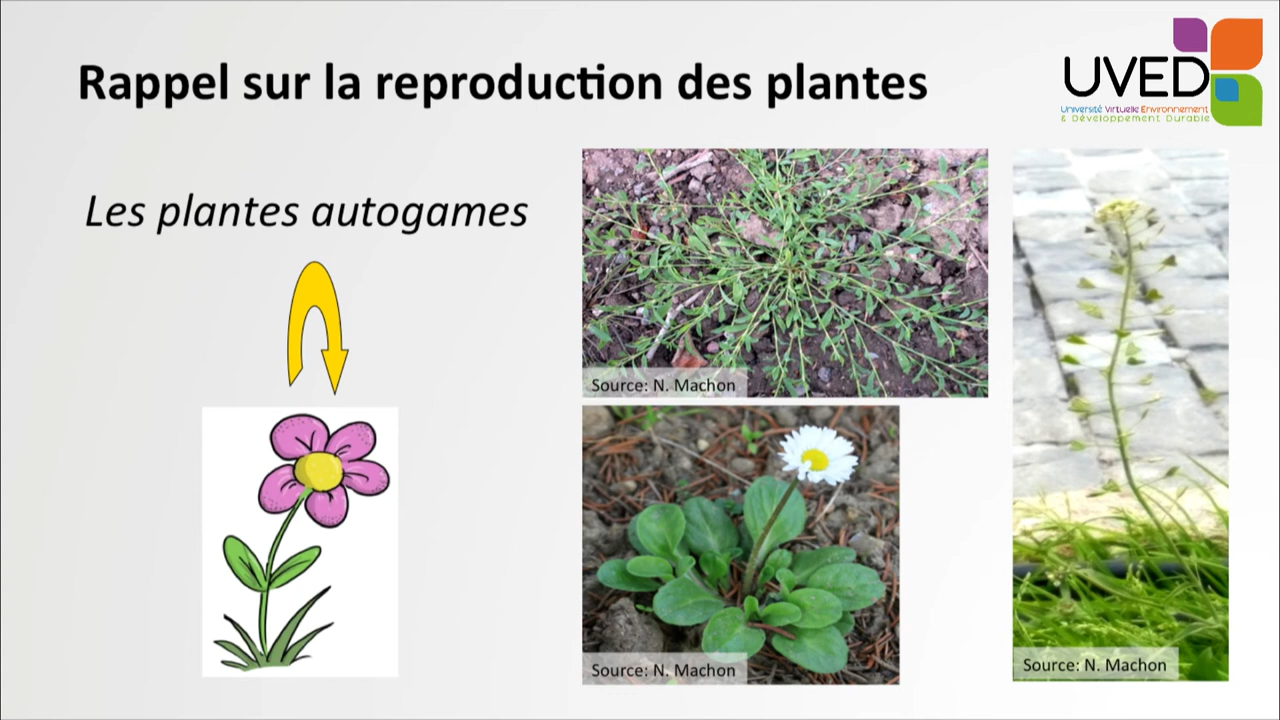 Rappel sur la reproduction des plantes
UVED
Université Virtuelle Environnement
& Développement Durable
Les plantes autogames
Source: N. Machon
Source: N. Machon
Source: N. Machon